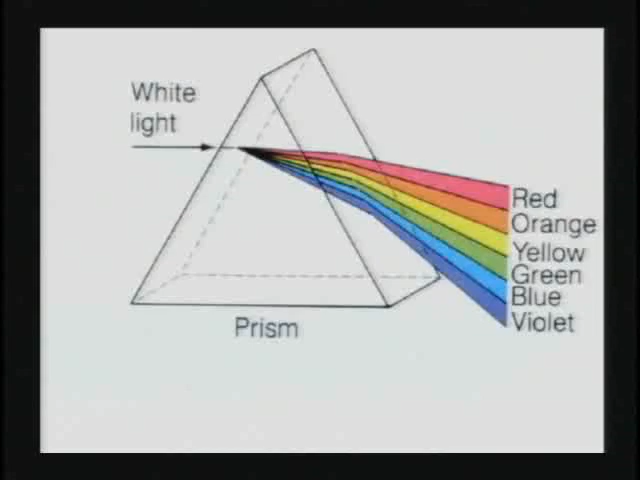 White
light
Red
Orange
Yellow
Green
Blue
Violet
Prism